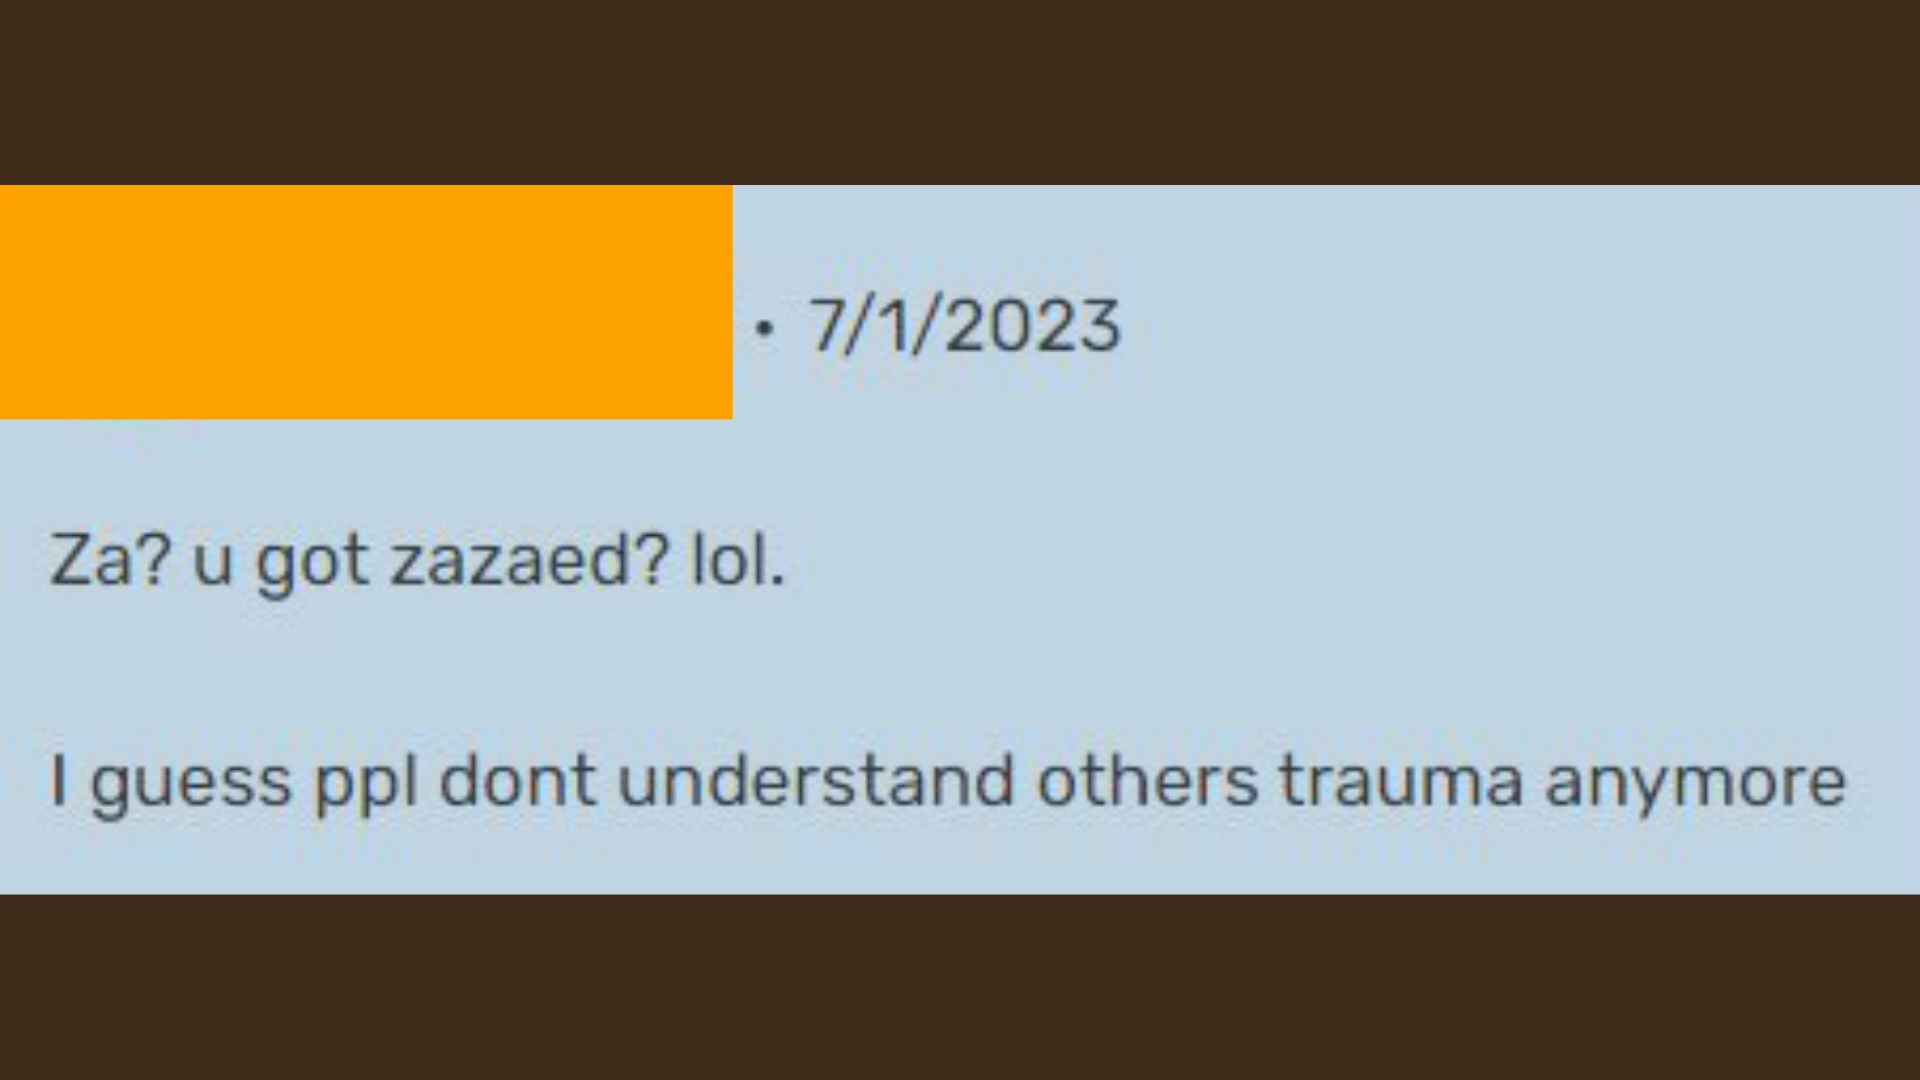 • 7/1/2023
Za? u got zazaed? lol.
I guess ppl dont understand others trauma anymore